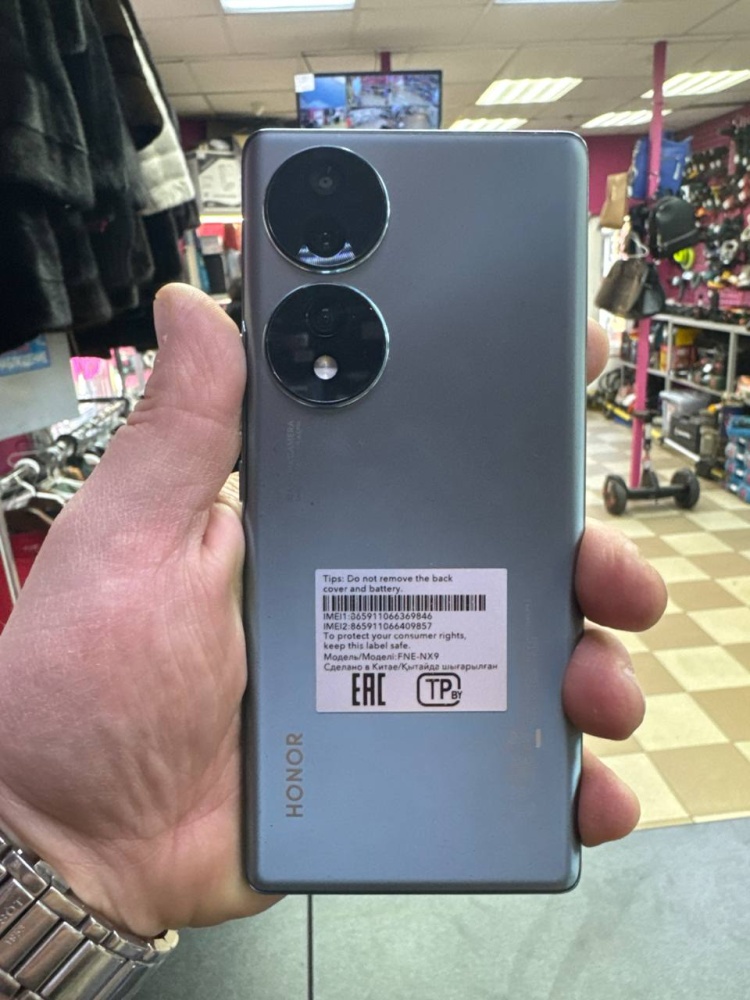 Tips: Do not remove the back
cover and battery.
IMEI1:865911066369846
IMEI2:865911066409857
To protect your consumer rights,
keep this label safe.
Модель/Моделі:FNE-NX9
Сделано в Китае/Қытайда шығарылған
EAC
TP BY
HONOR